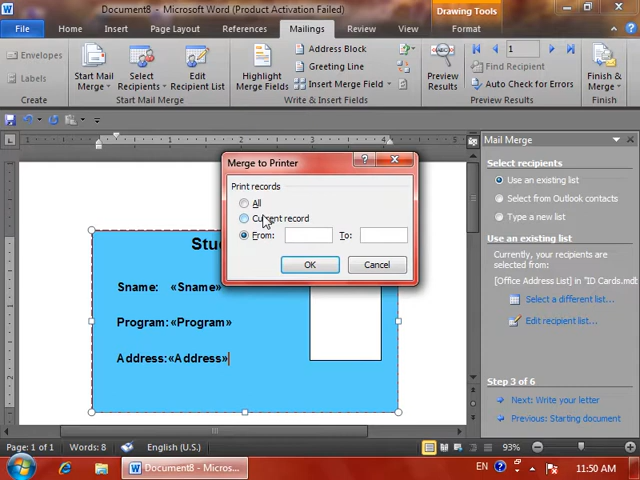 Document8 - Microsoft Word (Product Activation Failed)
Drawing Tools
File Home Insert Page Layout References Mailings Review View Format
Envelopes
Labels
Create
Start Mail Merge
Select Recipients
Edit Recipient List
Start Mail Merge
Highlight Merge Fields
Address Block
Greeting Line
Insert Merge Field
Write & Insert Fields
Preview Results
1
Find Recipient
Auto Check for Errors
Preview Results
Finish & Merge
Finish
Mail Merge
Select recipients
Use an existing list
Select from Outlook contacts
Type a new list
Use an existing list
Currently, your
recipients are selected
from:
[Office Address List] in "ID Cards.mdb
Select a different list...
Edit recipient list...
Step 3 of 6
Next: Write your letter
Previous: Starting document
Merge to Printer
Print records
All
Current record
From: To:
OK Cancel
Stu
Sname: «Sname»
Program: «Program»
Address:«Address»
Page: 1 of 1 Words: 8 English (U.S.) 93%
Document8 - Micros... EN 11:50 AM